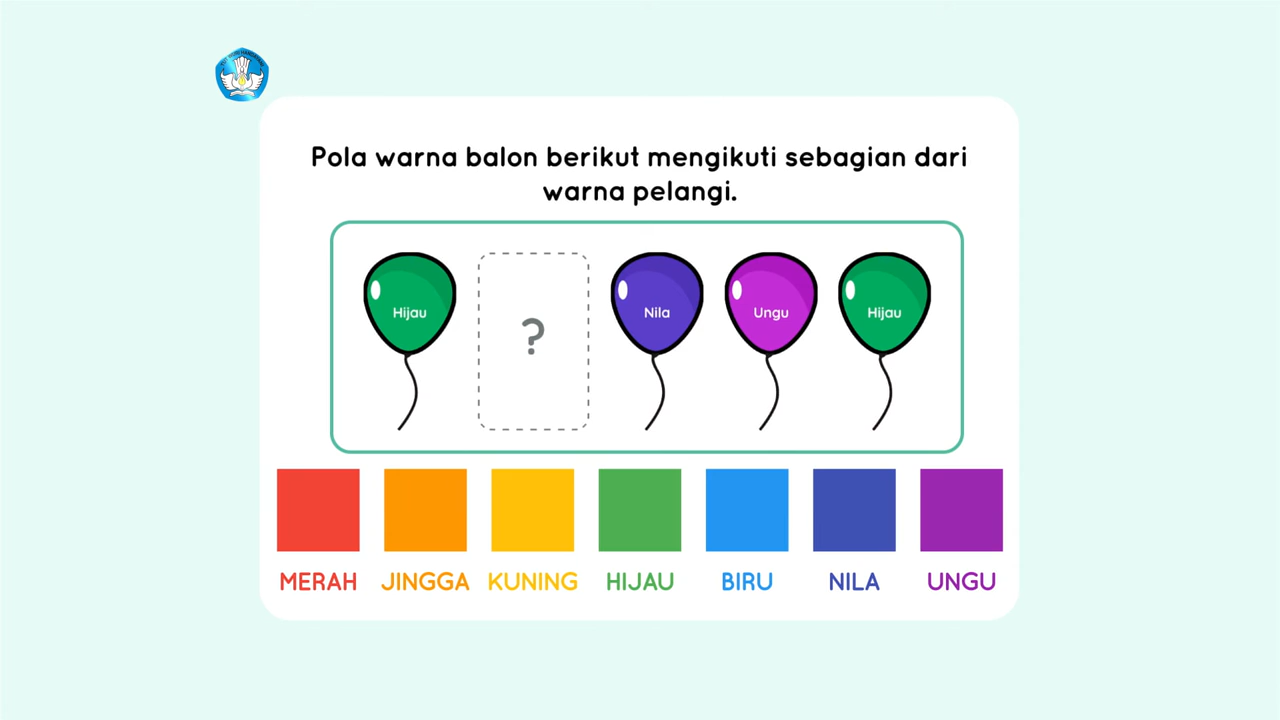 Pola warna balon berikut mengikuti sebagian dari
warna pelangi.
Hijau
?
Nila
Ungu
Hijau
MERAH
JINGGA
KUNING
HIJAU
BIRU
NILA
UNGU